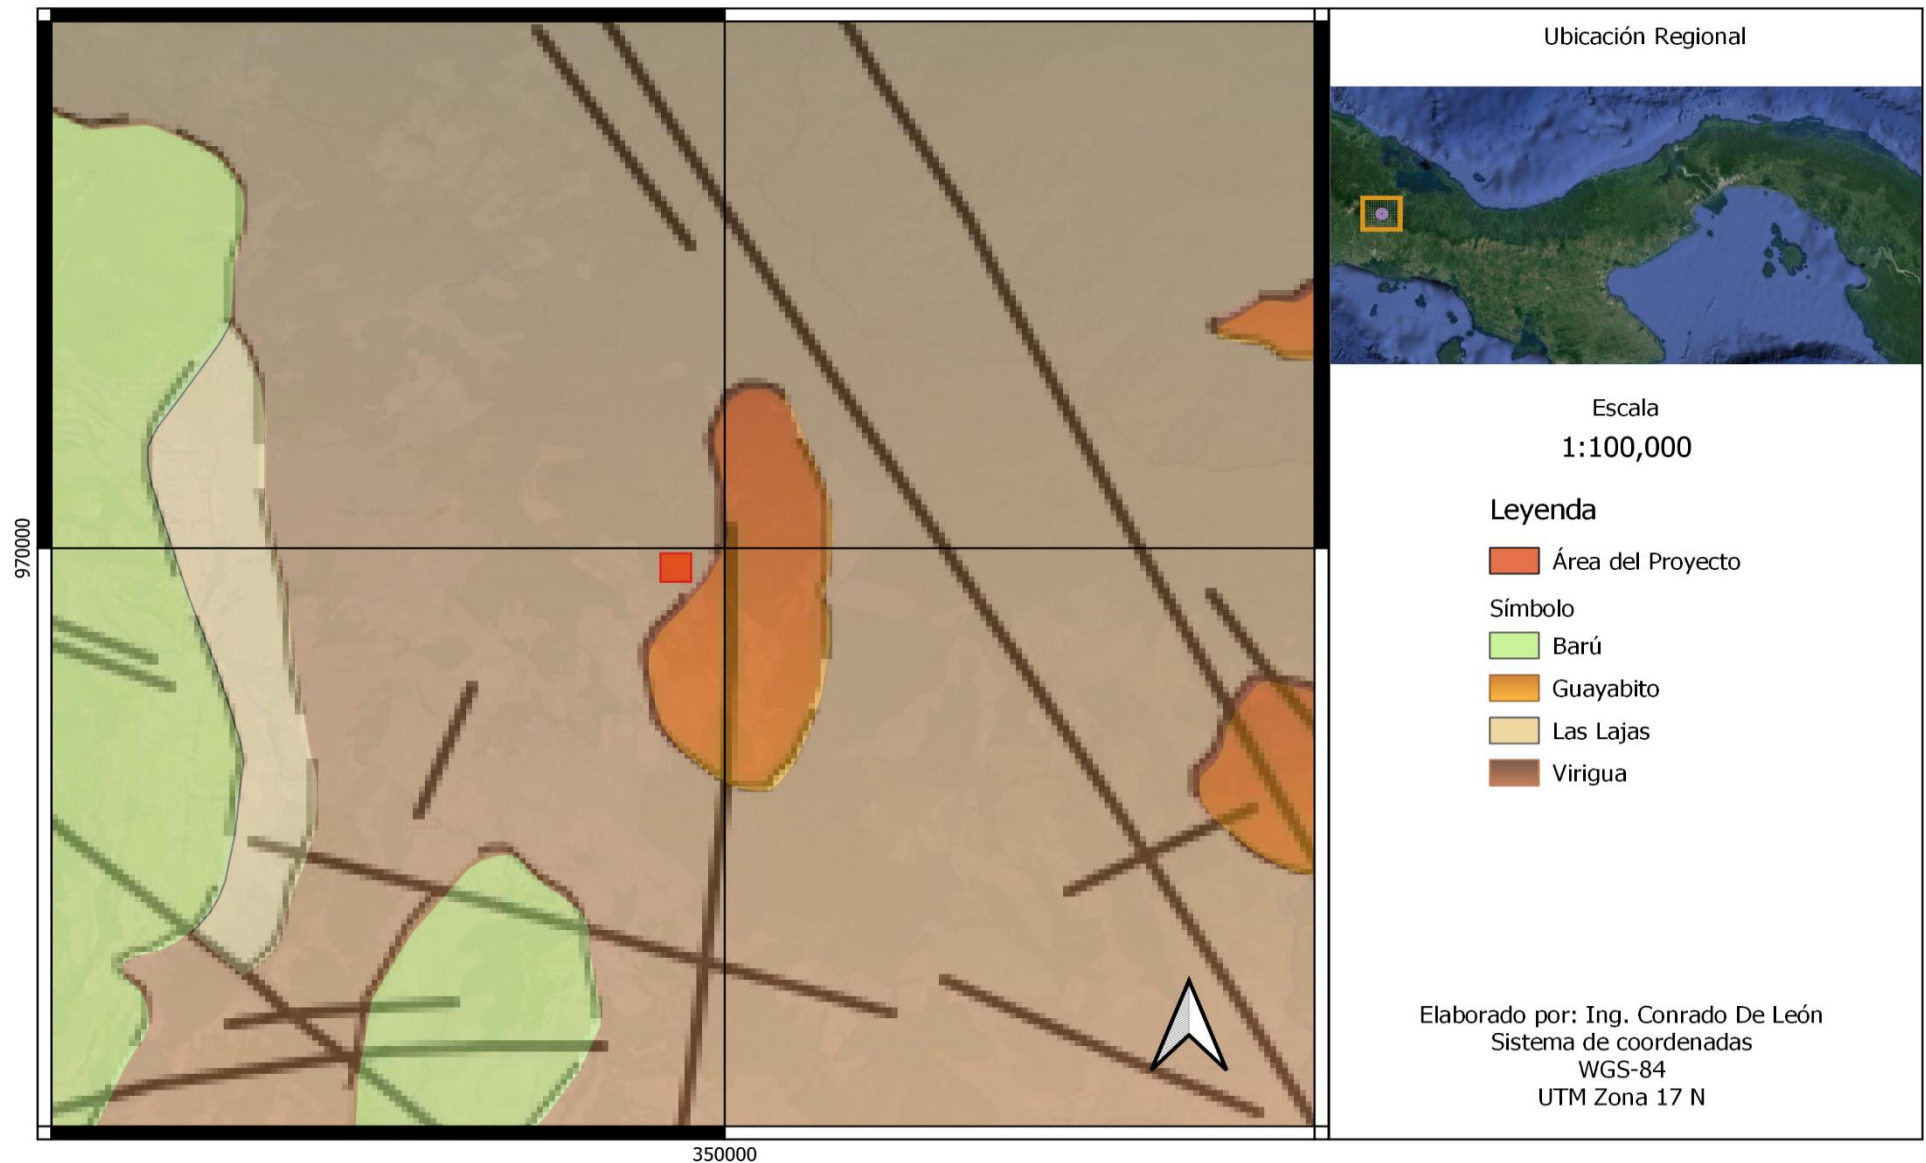 970000
350000
Ubicación Regional
Escala
1:100,000
Leyenda
Área del Proyecto
Símbolo
Barú
Guayabito
Las Lajas
Virigua
Elaborado por: Ing. Conrado De León
Sistema de coordenadas
WGS-84
UTM Zona 17 N